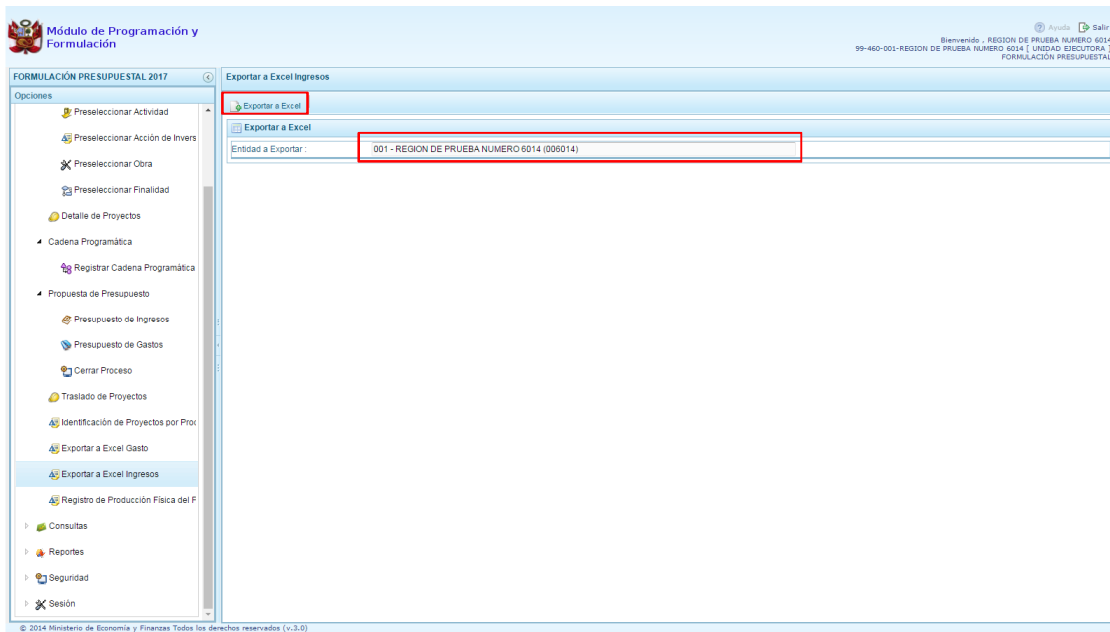 Módulo de Programación y
Formulación
Ayuda Salir
Bienvenido , REGION DE PRUEBA NUMERO 6014
99-460-001-REGION DE PRUEBA NUMERO 6014 [ UNIDAD EJECUTORA ]
FORMULACIÓN PRESUPUESTAL
FORMULACIÓN PRESUPUESTAL 2017
Opciones
Preseleccionar Actividad
Preseleccionar Acción de Invers
Preseleccionar Obra
Preseleccionar Finalidad
Detalle de Proyectos
Cadena Programática
Registrar Cadena Programática
Propuesta de Presupuesto
Presupuesto de Ingresos
Presupuesto de Gastos
Cerrar Proceso
Traslado de Proyectos
Identificación de Proyectos por Proc
Exportar a Excel Gasto
Exportar a Excel Ingresos
Registro de Producción Física del F
Consultas
Reportes
Seguridad
Sesión
Exportar a Excel Ingresos
Exportar a Excel
Exportar a Excel
Entidad a Exportar : 001 - REGION DE PRUEBA NUMERO 6014 (006014)
© 2014 Ministerio de Economía y Finanzas Todos los derechos reservados (v.3.0)